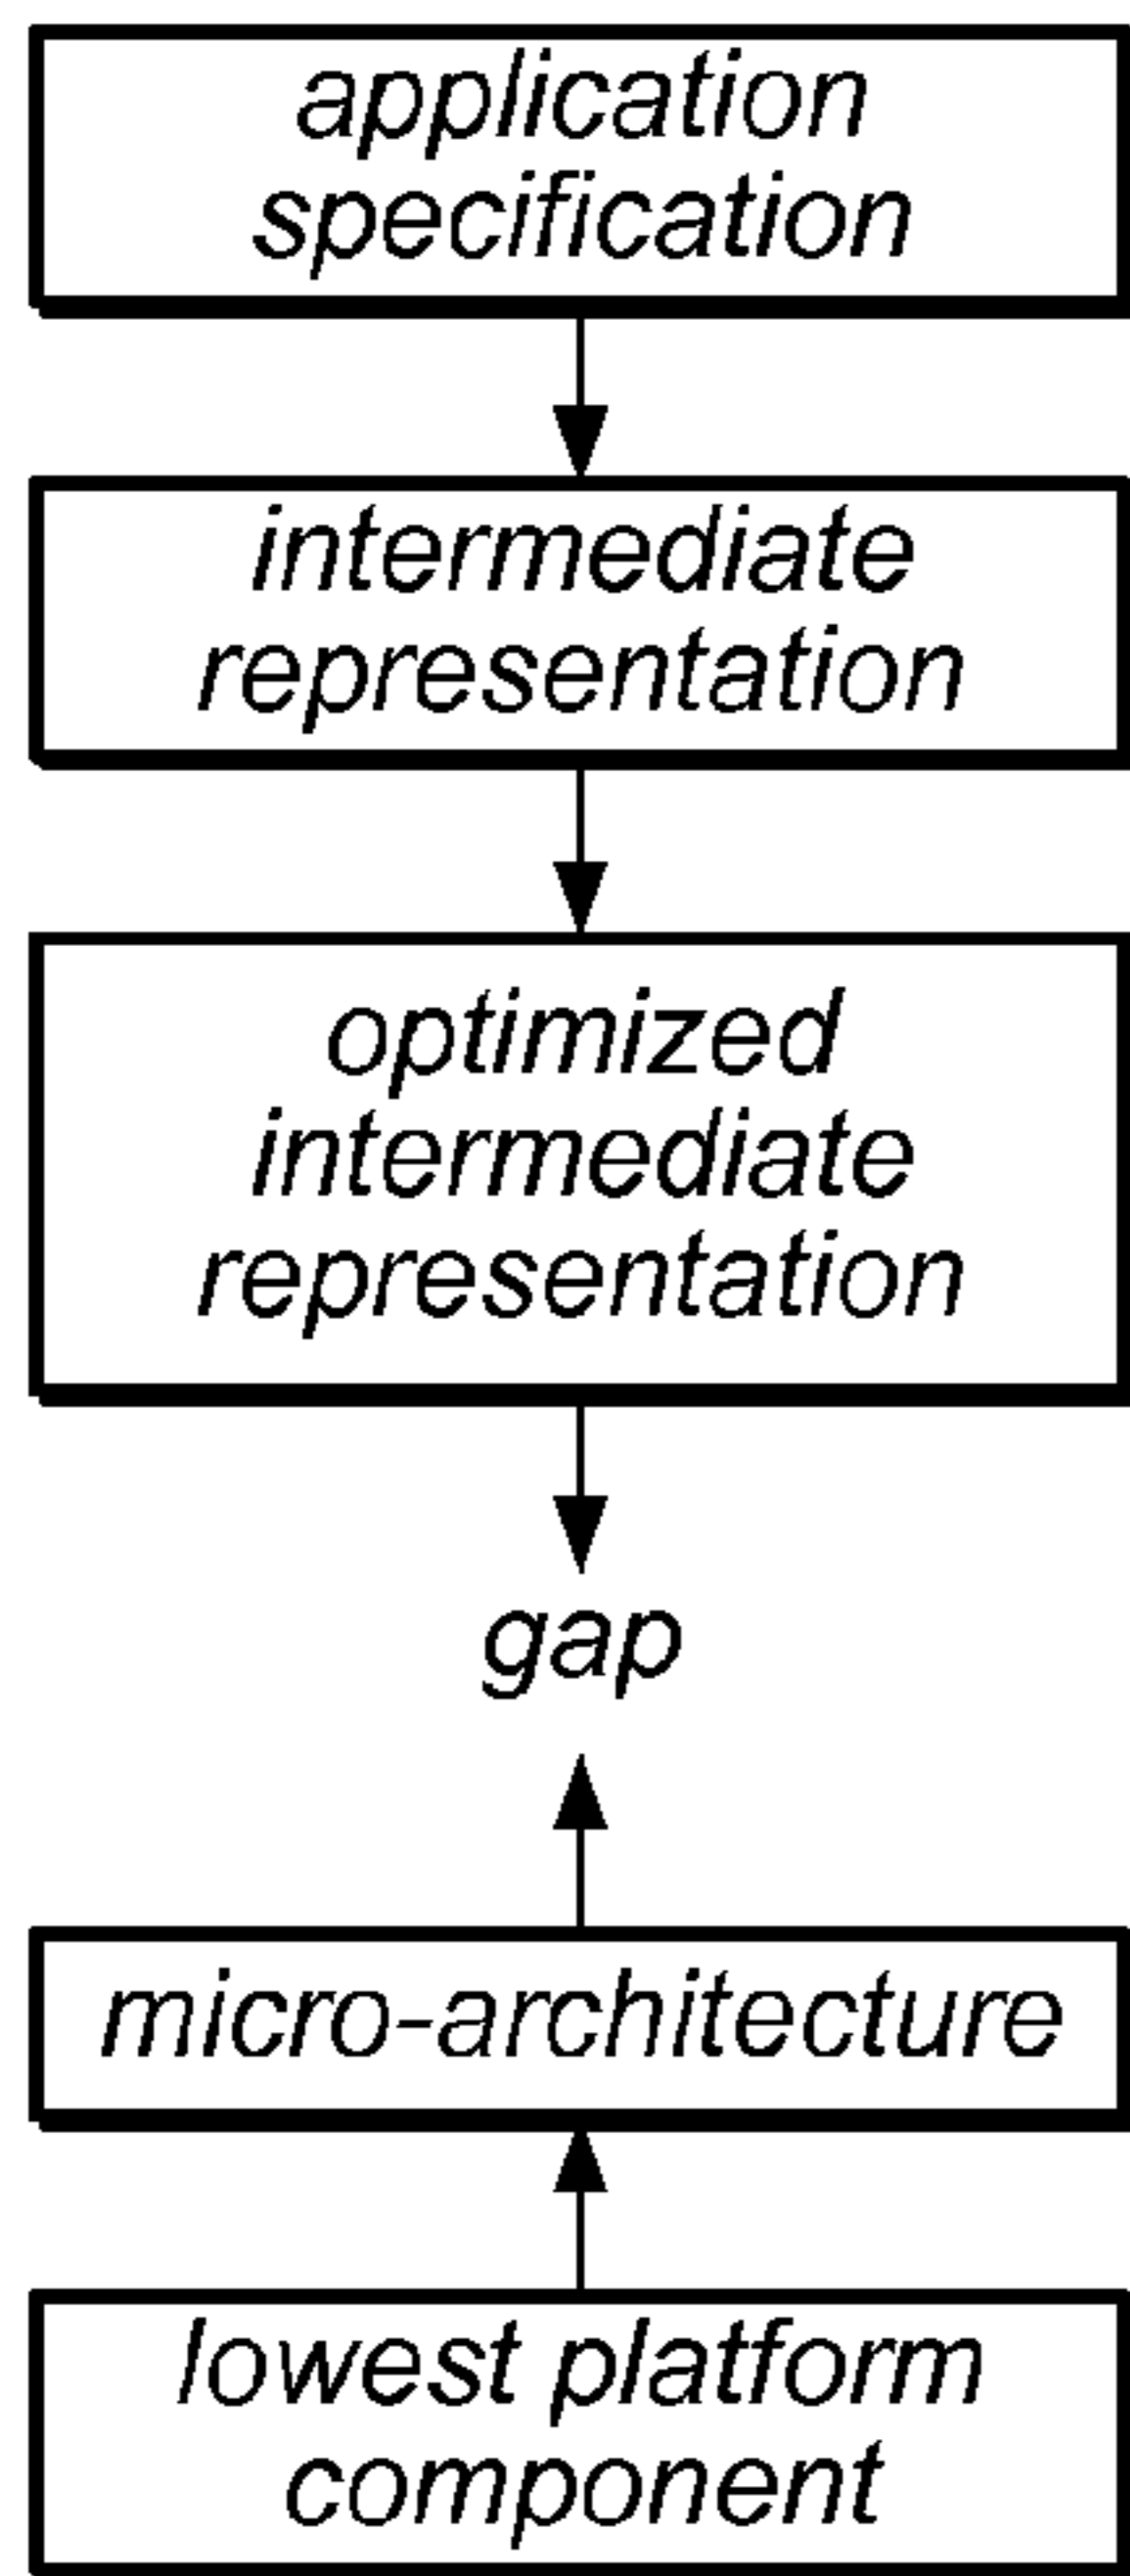 application
specification
intermediate
representation
optimized
intermediate
representation
gap
micro-architecture
lowest platform
component